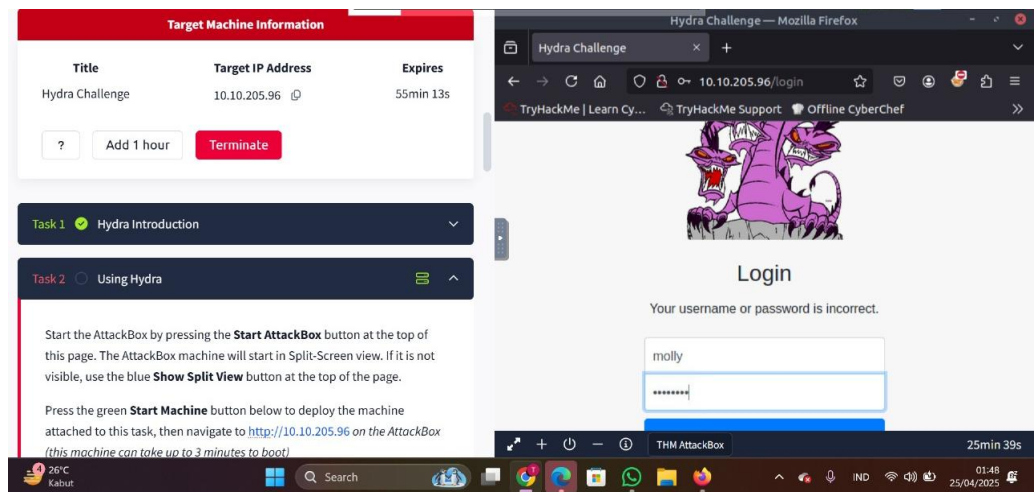 Target Machine Information
Title Target IP Address Expires
Hydra Challenge 10.10.205.96 55min 13s
? Add 1 hour Terminate
Task 1 Hydra Introduction
Task 2 Using Hydra
Start the AttackBox by pressing the Start AttackBox button at the top of
this page. The AttackBox machine will start in Split-Screen view. If it is not
visible, use the blue Show Split View button at the top of the page.
Press the green Start Machine button below to deploy the machine
attached to this task, then navigate to http://10.10.205.96 on the AttackBox
(this machine can take up to 3 minutes to boot)
Hydra Challenge — Mozilla Firefox
Hydra Challenge
10.10.205.96/login
TryHackMe | Learn Cy... TryHackMe Support Offline CyberChef
Login
Your username or password is incorrect.
molly
••••••••
THM AttackBox 25min 39s
4 26°C
Kabut
Search
IND
01:48
25/04/2025